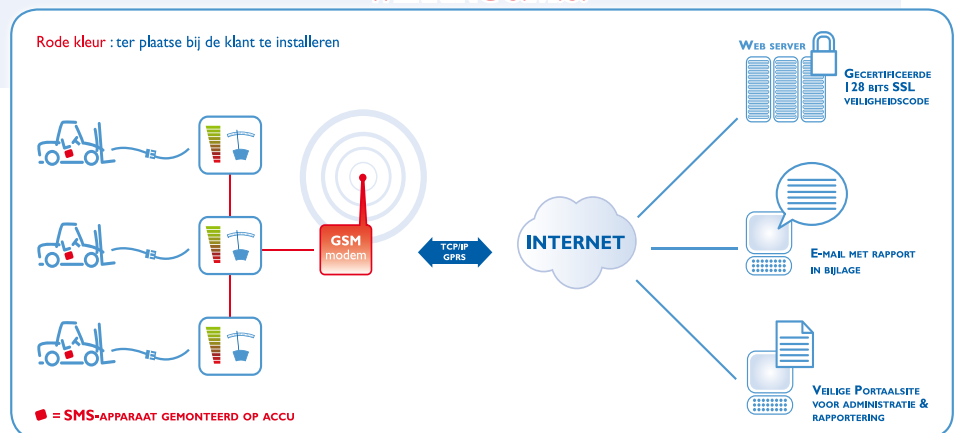 Rode kleur : ter plaatse bij de klant te installeren
WEB SERVER
GECERTIFICEERDE
128 BITS SSL
VEILIGHEIDSCODE
GSM
modem
TCP/IP
GPRS
INTERNET
E-MAIL MET RAPPORT
IN BIJLAGE
VEILIGE PORTAALSITE
VOOR ADMINISTRATIE &
RAPPORTERING
= SMS-APPARAAT GEMONTEERD OP ACCU